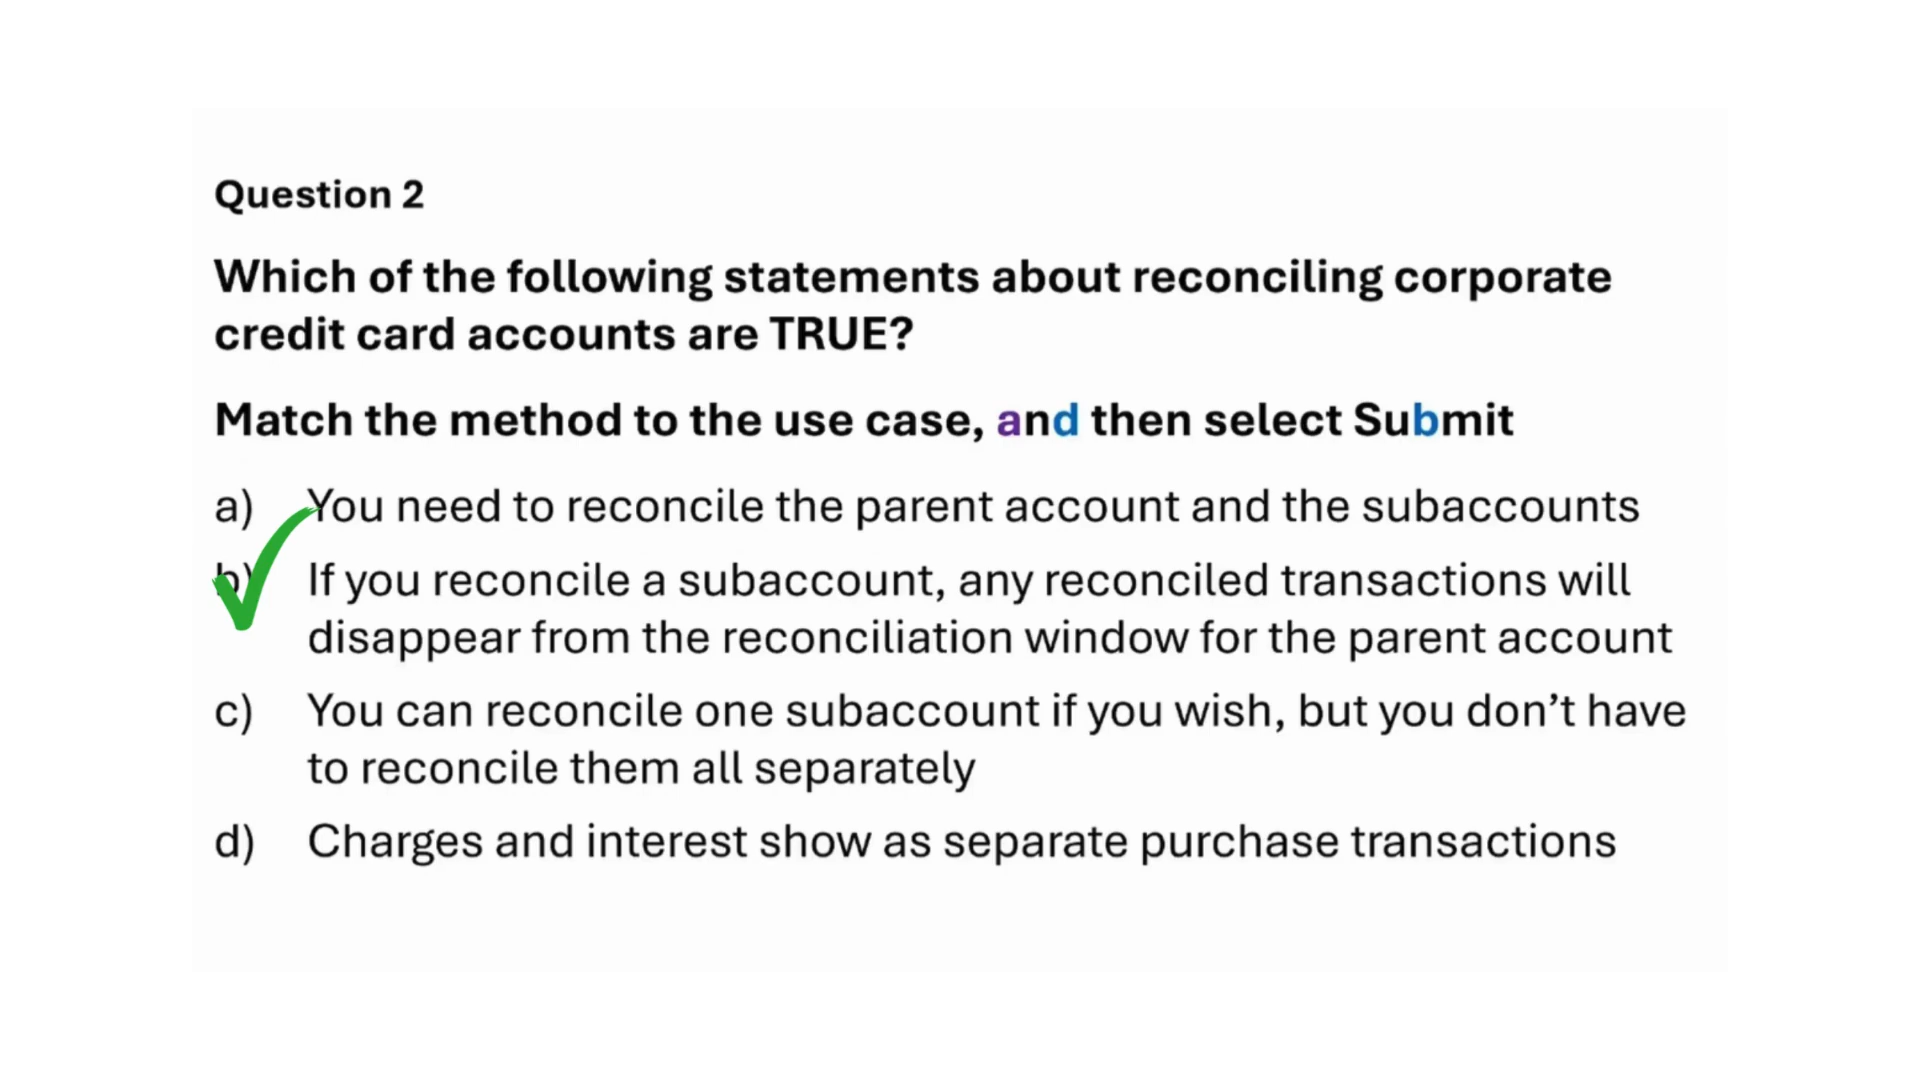 Question 2
Which of the following statements about reconciling corporate
credit card accounts are TRUE?
Match the method to the use case, and then select Submit
a) You need to reconcile the parent account and the subaccounts
b) If you reconcile a subaccount, any reconciled transactions will
disappear from the reconciliation window for the parent account
c) You can reconcile one subaccount if you wish, but you don’t have
to reconcile them all separately
d) Charges and interest show as separate purchase transactions